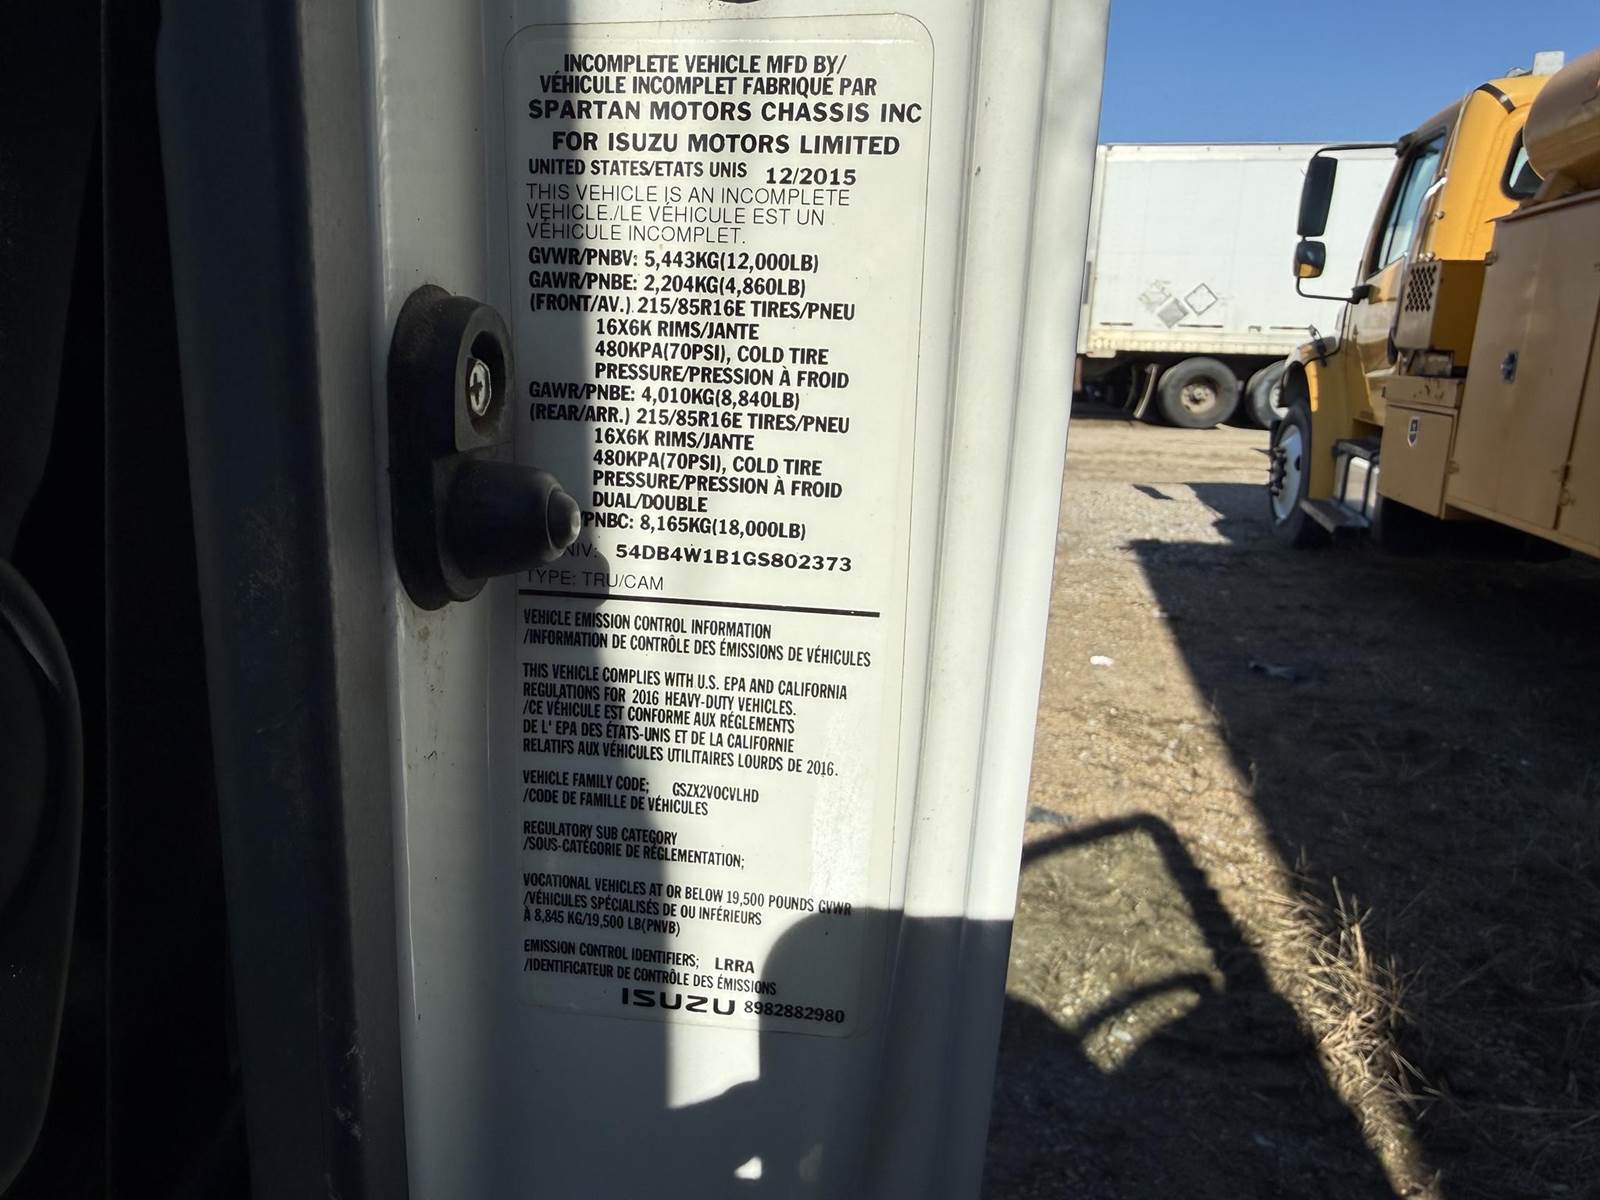 INCOMPLETE VEHICLE MFD BY/
VÉHICULE INCOMPLET FABRIQUÉ PAR
SPARTAN MOTORS CHASSIS INC
FOR ISUZU MOTORS LIMITED
UNITED STATES/ETATS UNIS 12/2015
THIS VEHICLE IS AN INCOMPLETE
VEHICLE./LE VÉHICULE EST UN
VÉHICULE INCOMPLET.
GVWR/PNBV: 5,443KG(12,000LB)
GAWR/PNBE: 2,204KG(4,860LB)
(FRONT/AV.) 215/85R16E TIRES/PNEU
16X6K RIMS/JANTE
480KPA(70PSI), COLD TIRE
PRESSURE/PRESSION À FROID
GAWR/PNBE: 4,010KG(8,840LB)
(REAR/ARR.) 215/85R16E TIRES/PNEU
16X6K RIMS/JANTE
480KPA(70PSI), COLD TIRE
PRESSURE/PRESSION À FROID
DUAL/DOUBLE
/PNBC: 8,165KG(18,000LB)
NIV: 54DB4W1B1GS802373
TYPE: TRU/CAM
VEHICLE EMISSION CONTROL INFORMATION
/INFORMATION DE CONTRÔLE DES ÉMISSIONS DE VÉHICULES
THIS VEHICLE COMPLIES WITH U.S. EPA AND CALIFORNIA
REGULATIONS FOR 2016 HEAVY-DUTY VEHICLES.
/CE VÉHICULE EST CONFORME AUX RÉGLEMENTS
DE L' EPA DES ÉTATS-UNIS ET DE LA CALIFORNIE
RELATIFS AUX VÉHICULES UTILITAIRES LOURDS DE 2016.
VEHICLE FAMILY CODE; GSZX2VOCVLHD
/CODE DE FAMILLE DE VÉHICULES
REGULATORY SUB CATEGORY
/SOUS-CATÉGORIE DE RÉGLEMENTATION;
VOCATIONAL VEHICLES AT OR BELOW 19,500 POUNDS GVWR
/VÉHICULES SPÉCIALISÉS DE OU INFÉRIEURS
À 8,845 KG/19,500 LB(PNVB)
EMISSION CONTROL IDENTIFIERS; LRRA
/IDENTIFICATEUR DE CONTRÔLE DES ÉMISSIONS
ISUZU 8982882980